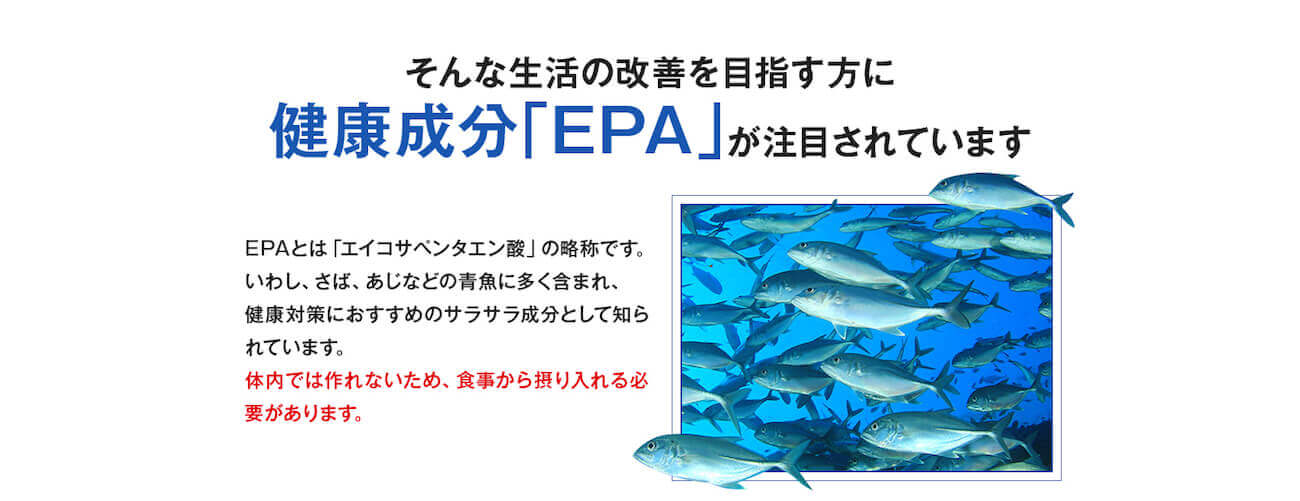 そんな生活の改善を目指す方に
健康成分「EPA」が注目されています
EPAとは「エイコサペンタエン酸」の略称です。
いわし、さば、あじなどの青魚に多く含まれ、
健康対策におすすめのサラサラ成分として知ら
れています。
体内では作れないため、食事から摂り入れる必
要があります。